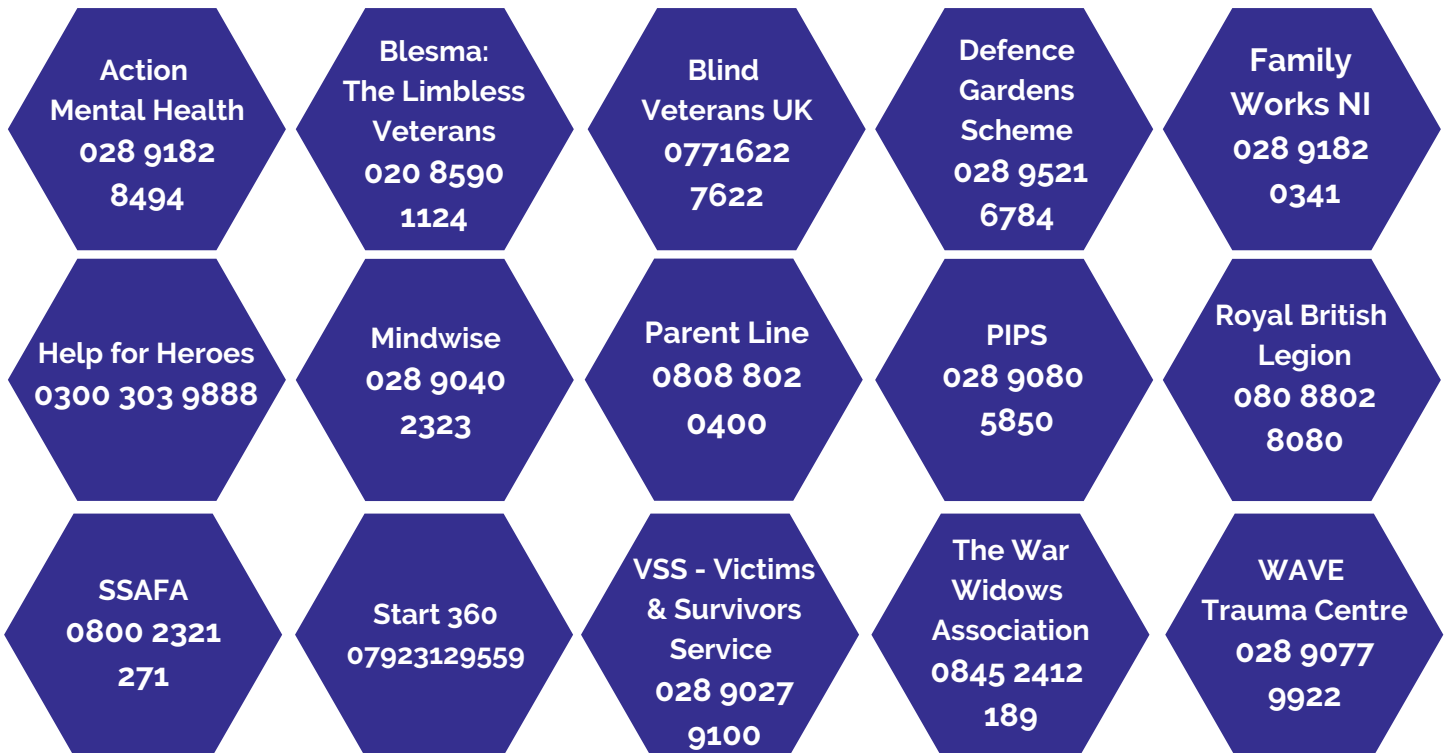 Action
Mental Health
028 9182
8494
Blesma:
The Limbless
Veterans
020 8590
1124
Blind
Veterans UK
0771622
7622
Defence
Gardens
Scheme
028 9521
6784
Family
Works NI
028 9182
0341
Help for Heroes
0300 303 9888
Mindwise
028 9040
2323
Parent Line
0808 802
0400
PIPS
028 9080
5850
Royal British
Legion
080 8802
8080
SSAFA
0800 2321
271
Start 360
07923129559
VSS - Victims
& Survivors
Service
028 9027
9100
The War
Widows
Association
0845 2412
189
WAVE
Trauma Centre
028 9077
9922